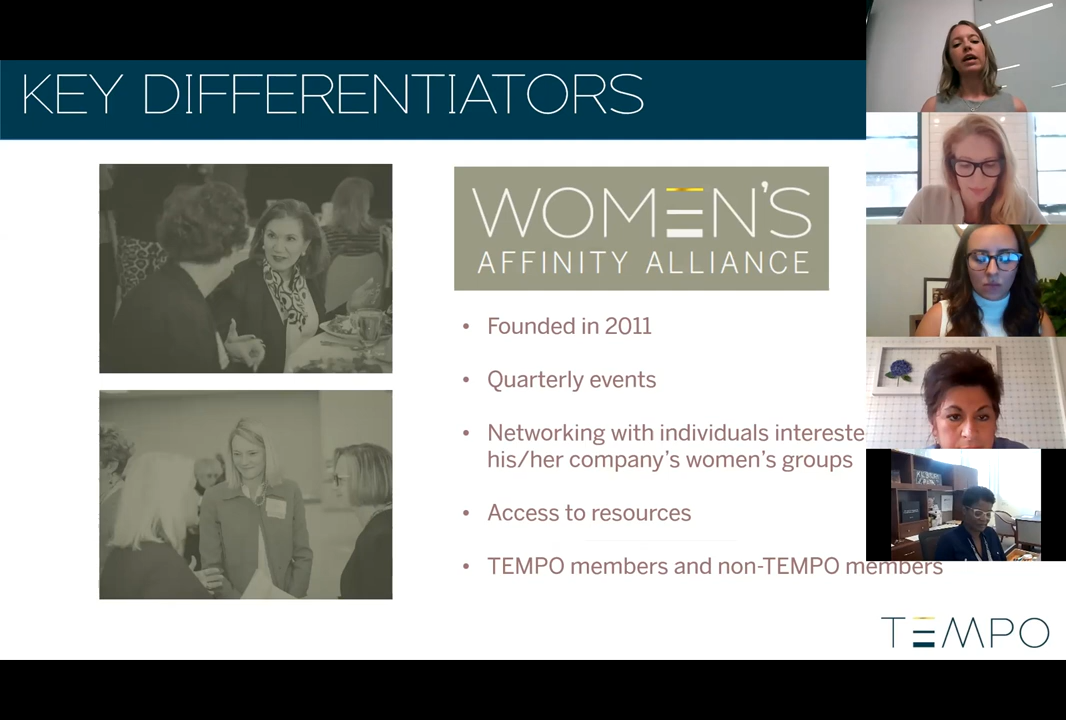 KEY DIFFERENTIATORS
WOMEN'S
AFFINITY ALLIANCE
• Founded in 2011
• Quarterly events
• Networking with individuals intereste
his/her company's women's groups
• Access to resources
• TEMPO members and non-TEMPO members
TEMPO